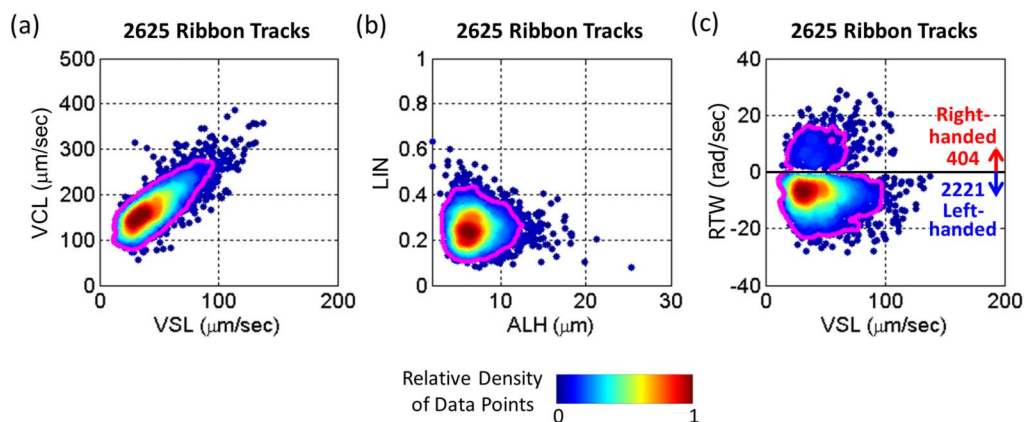 (a)
2625 Ribbon Tracks
500
400
300
200
100
0
VCL (μm/sec)
0
100
200
VSL (μm/sec)
(b)
2625 Ribbon Tracks
1
0.8
0.6
0.4
0.2
0
LIN
10
20
30
ALH (μm)
(c)
2625 Ribbon Tracks
40
20
0
-20
-40
RTW (rad/sec)
Right-
handed
404
2221
Left-
handed
0
100
200
VSL (μm/sec)
Relative Density
of Data Points
0
1